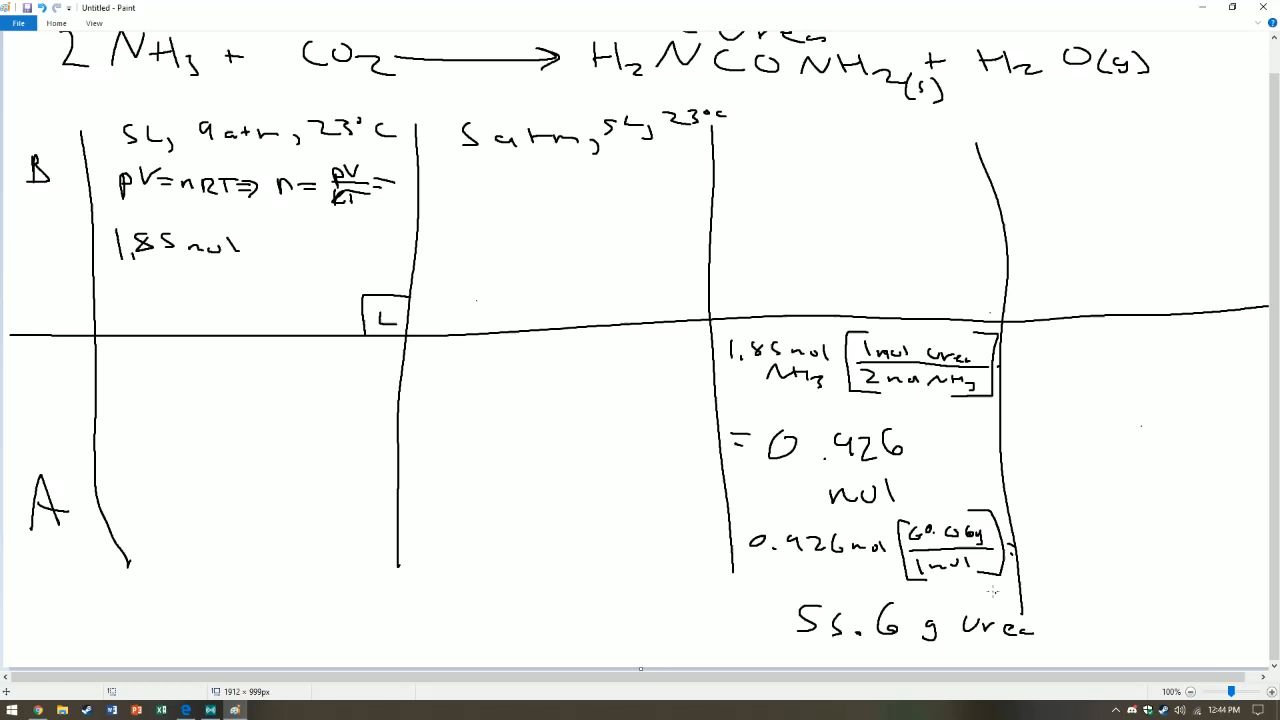 Untitled - Paint
File Home View
Urea
2 NH3 + CO2 → H2NCONH2(s) + H2O(g)
5L, 9 atm, 23°C
5 atm, 5L, 23°C
B
pV=nRT⇒ n= pV/RT =
1,85 mol
L
1,85 mol NH3 [1 mol urea / 2 mol NH3]
= 0.926
mol
A
0.926 mol [60.06g / 1 mol] =
55.6 g urea
1912 × 999px
100%
12:44 PM